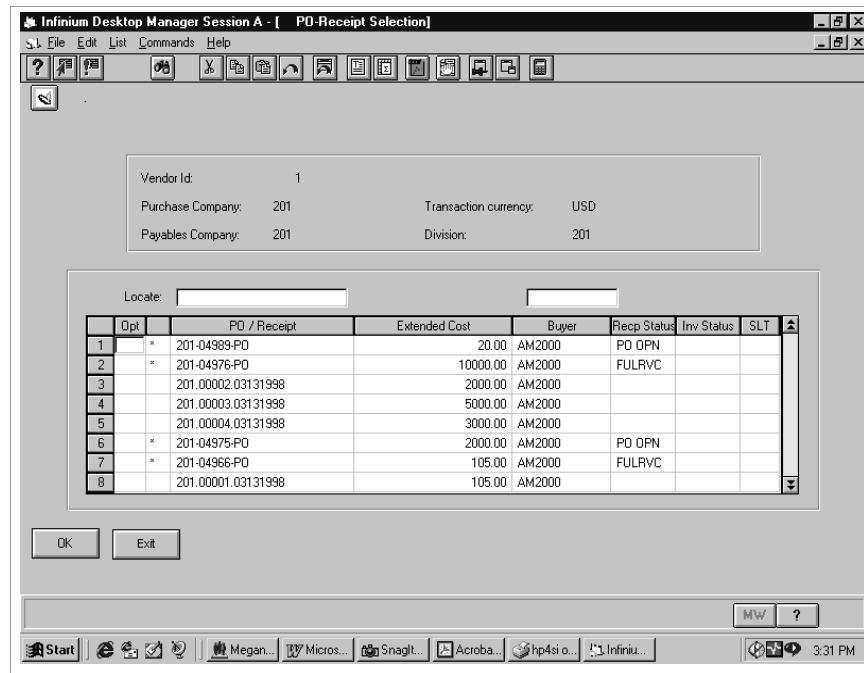 Infinium Desktop Manager Session A - [ PO-Receipt Selection]
File Edit List Commands Help
Vendor Id: 1
Purchase Company: 201 Transaction currency: USD
Payables Company: 201 Division: 201
Locate:
Opt PO / Receipt Extended Cost Buyer Recp Status Inv Status SLT
1 * 201-04989-PO 20.00 AM2000 PO OPN
2 * 201-04976-PO 10000.00 AM2000 FULRVC
3 201.00002.03131998 2000.00 AM2000
4 201.00003.03131998 5000.00 AM2000
5 201.00004.03131998 3000.00 AM2000
6 * 201-04975-PO 2000.00 AM2000 PO OPN
7 * 201-04966-PO 105.00 AM2000 FULRVC
8 201.00001.03131998 105.00 AM2000
OK Exit
MW ?
Start Megan... Micros... SnagIt... Acroba... hp4si o... Infiniu... 3:31 PM